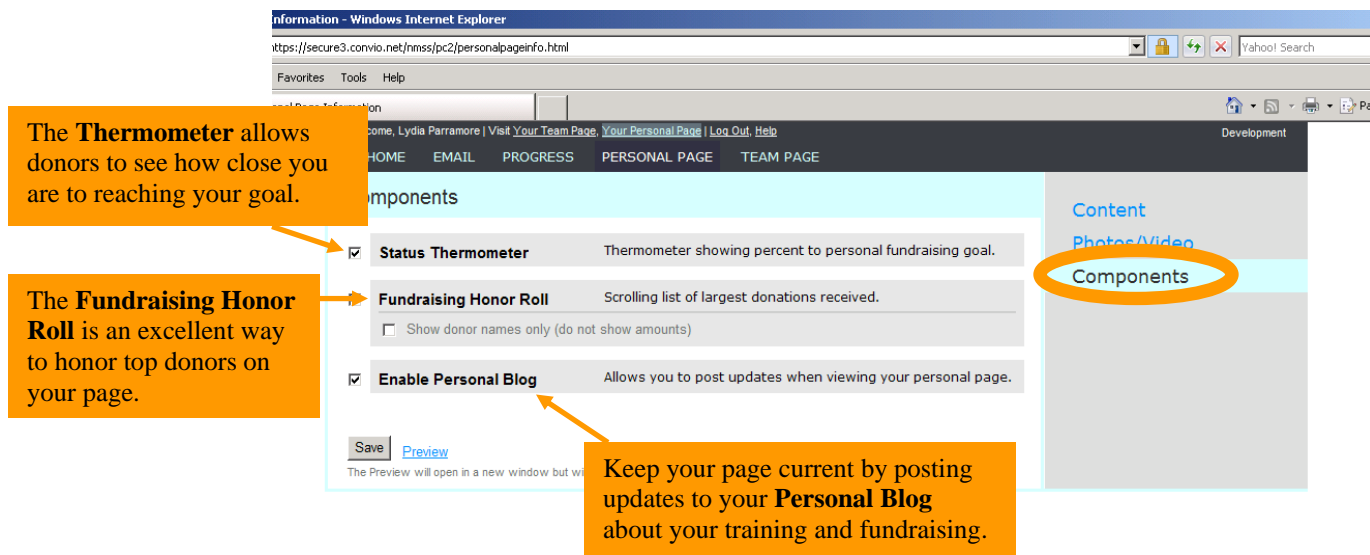 nformation - Windows Internet Explorer
https://secure3.convio.net/nmss/pc2/personalpageinfo.html
Yahoo! Search
Favorites Tools Help
onal Page Information
The Thermometer allows
donors to see how close you
are to reaching your goal.
come, Lydia Parramore | Visit Your Team Page, Your Personal Page | Log Out, Help
Development
HOME EMAIL PROGRESS PERSONAL PAGE TEAM PAGE
mponents
Content
Photos/Video
Components
Status Thermometer Thermometer showing percent to personal fundraising goal.
The Fundraising Honor
Roll is an excellent way
to honor top donors on
your page.
Fundraising Honor Roll Scrolling list of largest donations received.
Show donor names only (do not show amounts)
Enable Personal Blog Allows you to post updates when viewing your personal page.
Save Preview
The Preview will open in a new window but wi
Keep your page current by posting
updates to your Personal Blog
about your training and fundraising.